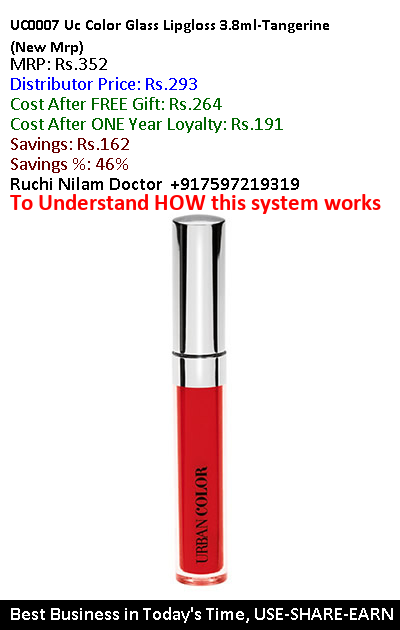 UC0007 Uc Color Glass Lipgloss 3.8ml-Tangerine
(New Mrp)
MRP: Rs.352
Distributor Price: Rs.293
Cost After FREE Gift: Rs.264
Cost After ONE Year Loyalty: Rs.191
Savings: Rs.162
Savings %: 46%
Ruchi Nilam Doctor +917597219319
To Understand HOW this system works
URBAN COLOR
Best Business in Today's Time, USE-SHARE-EARN